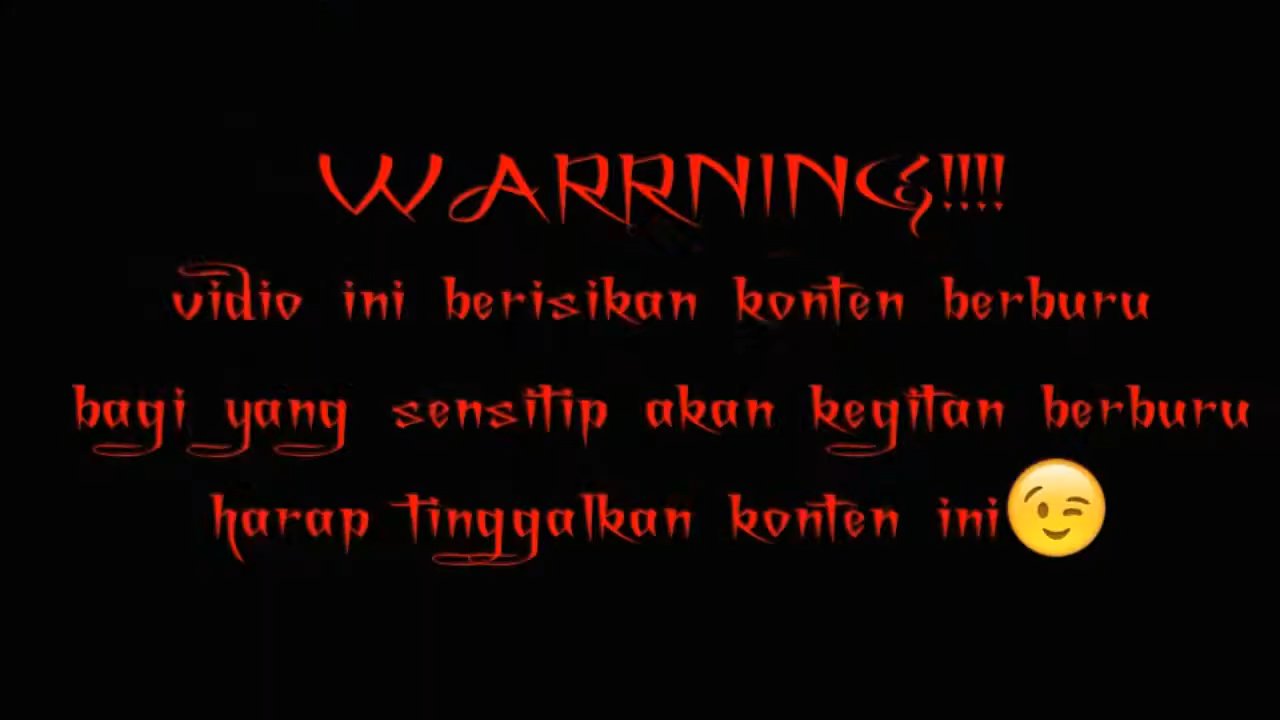 WARRNING!!!!
vidio ini berisikan konten berburu
bagi yang sensitip akan kegitan berburu
harap tinggalkan konten ini😉